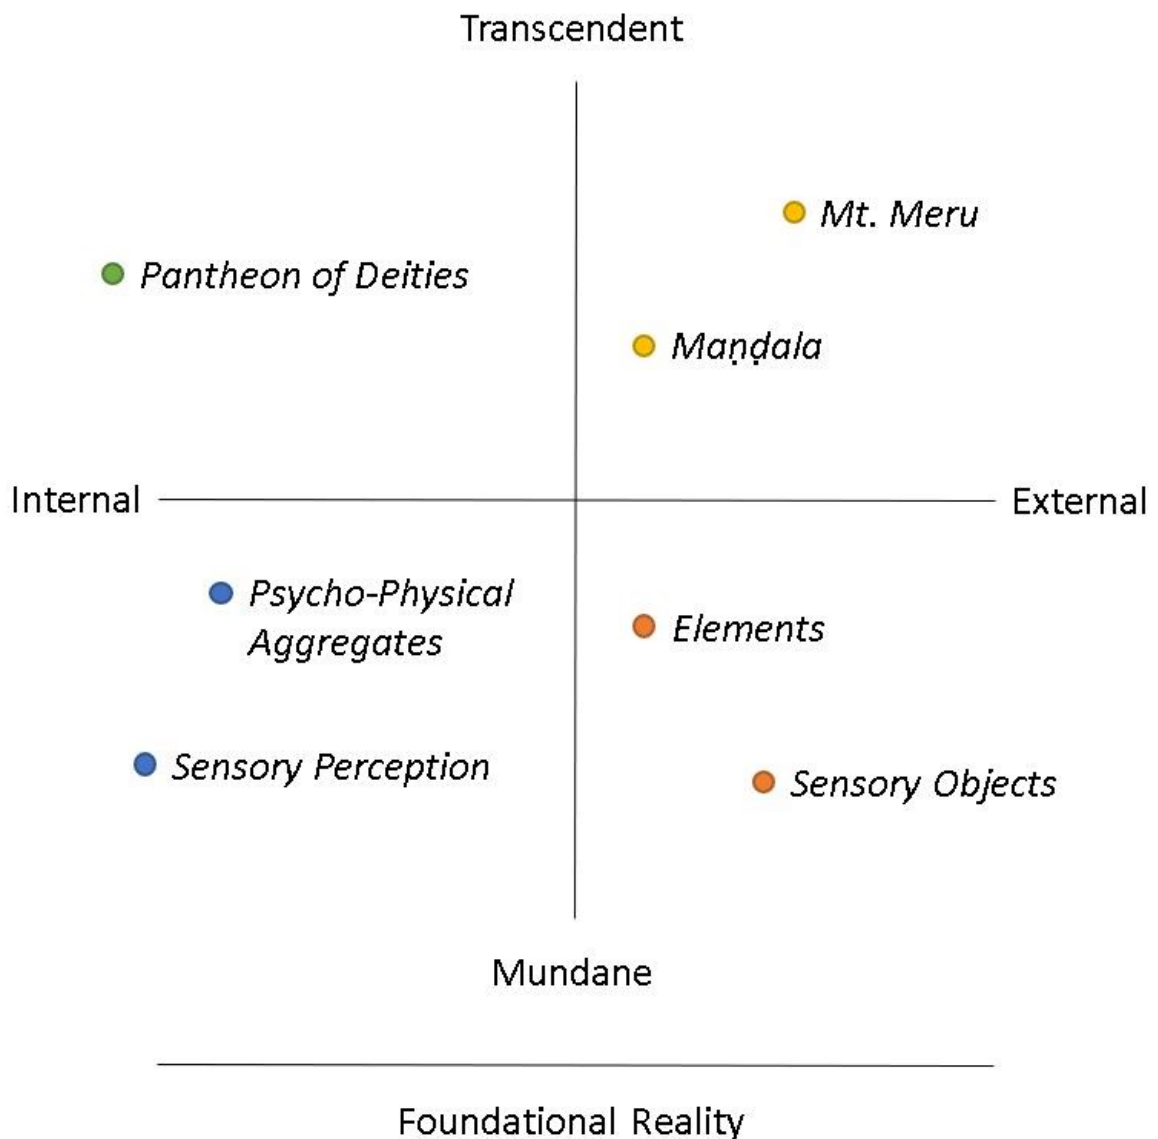 Transcendent
Mt. Meru
Pantheon of Deities
Maṇḍala
Internal
External
Psycho-Physical
Aggregates
Elements
Sensory Perception
Sensory Objects
Mundane
Foundational Reality